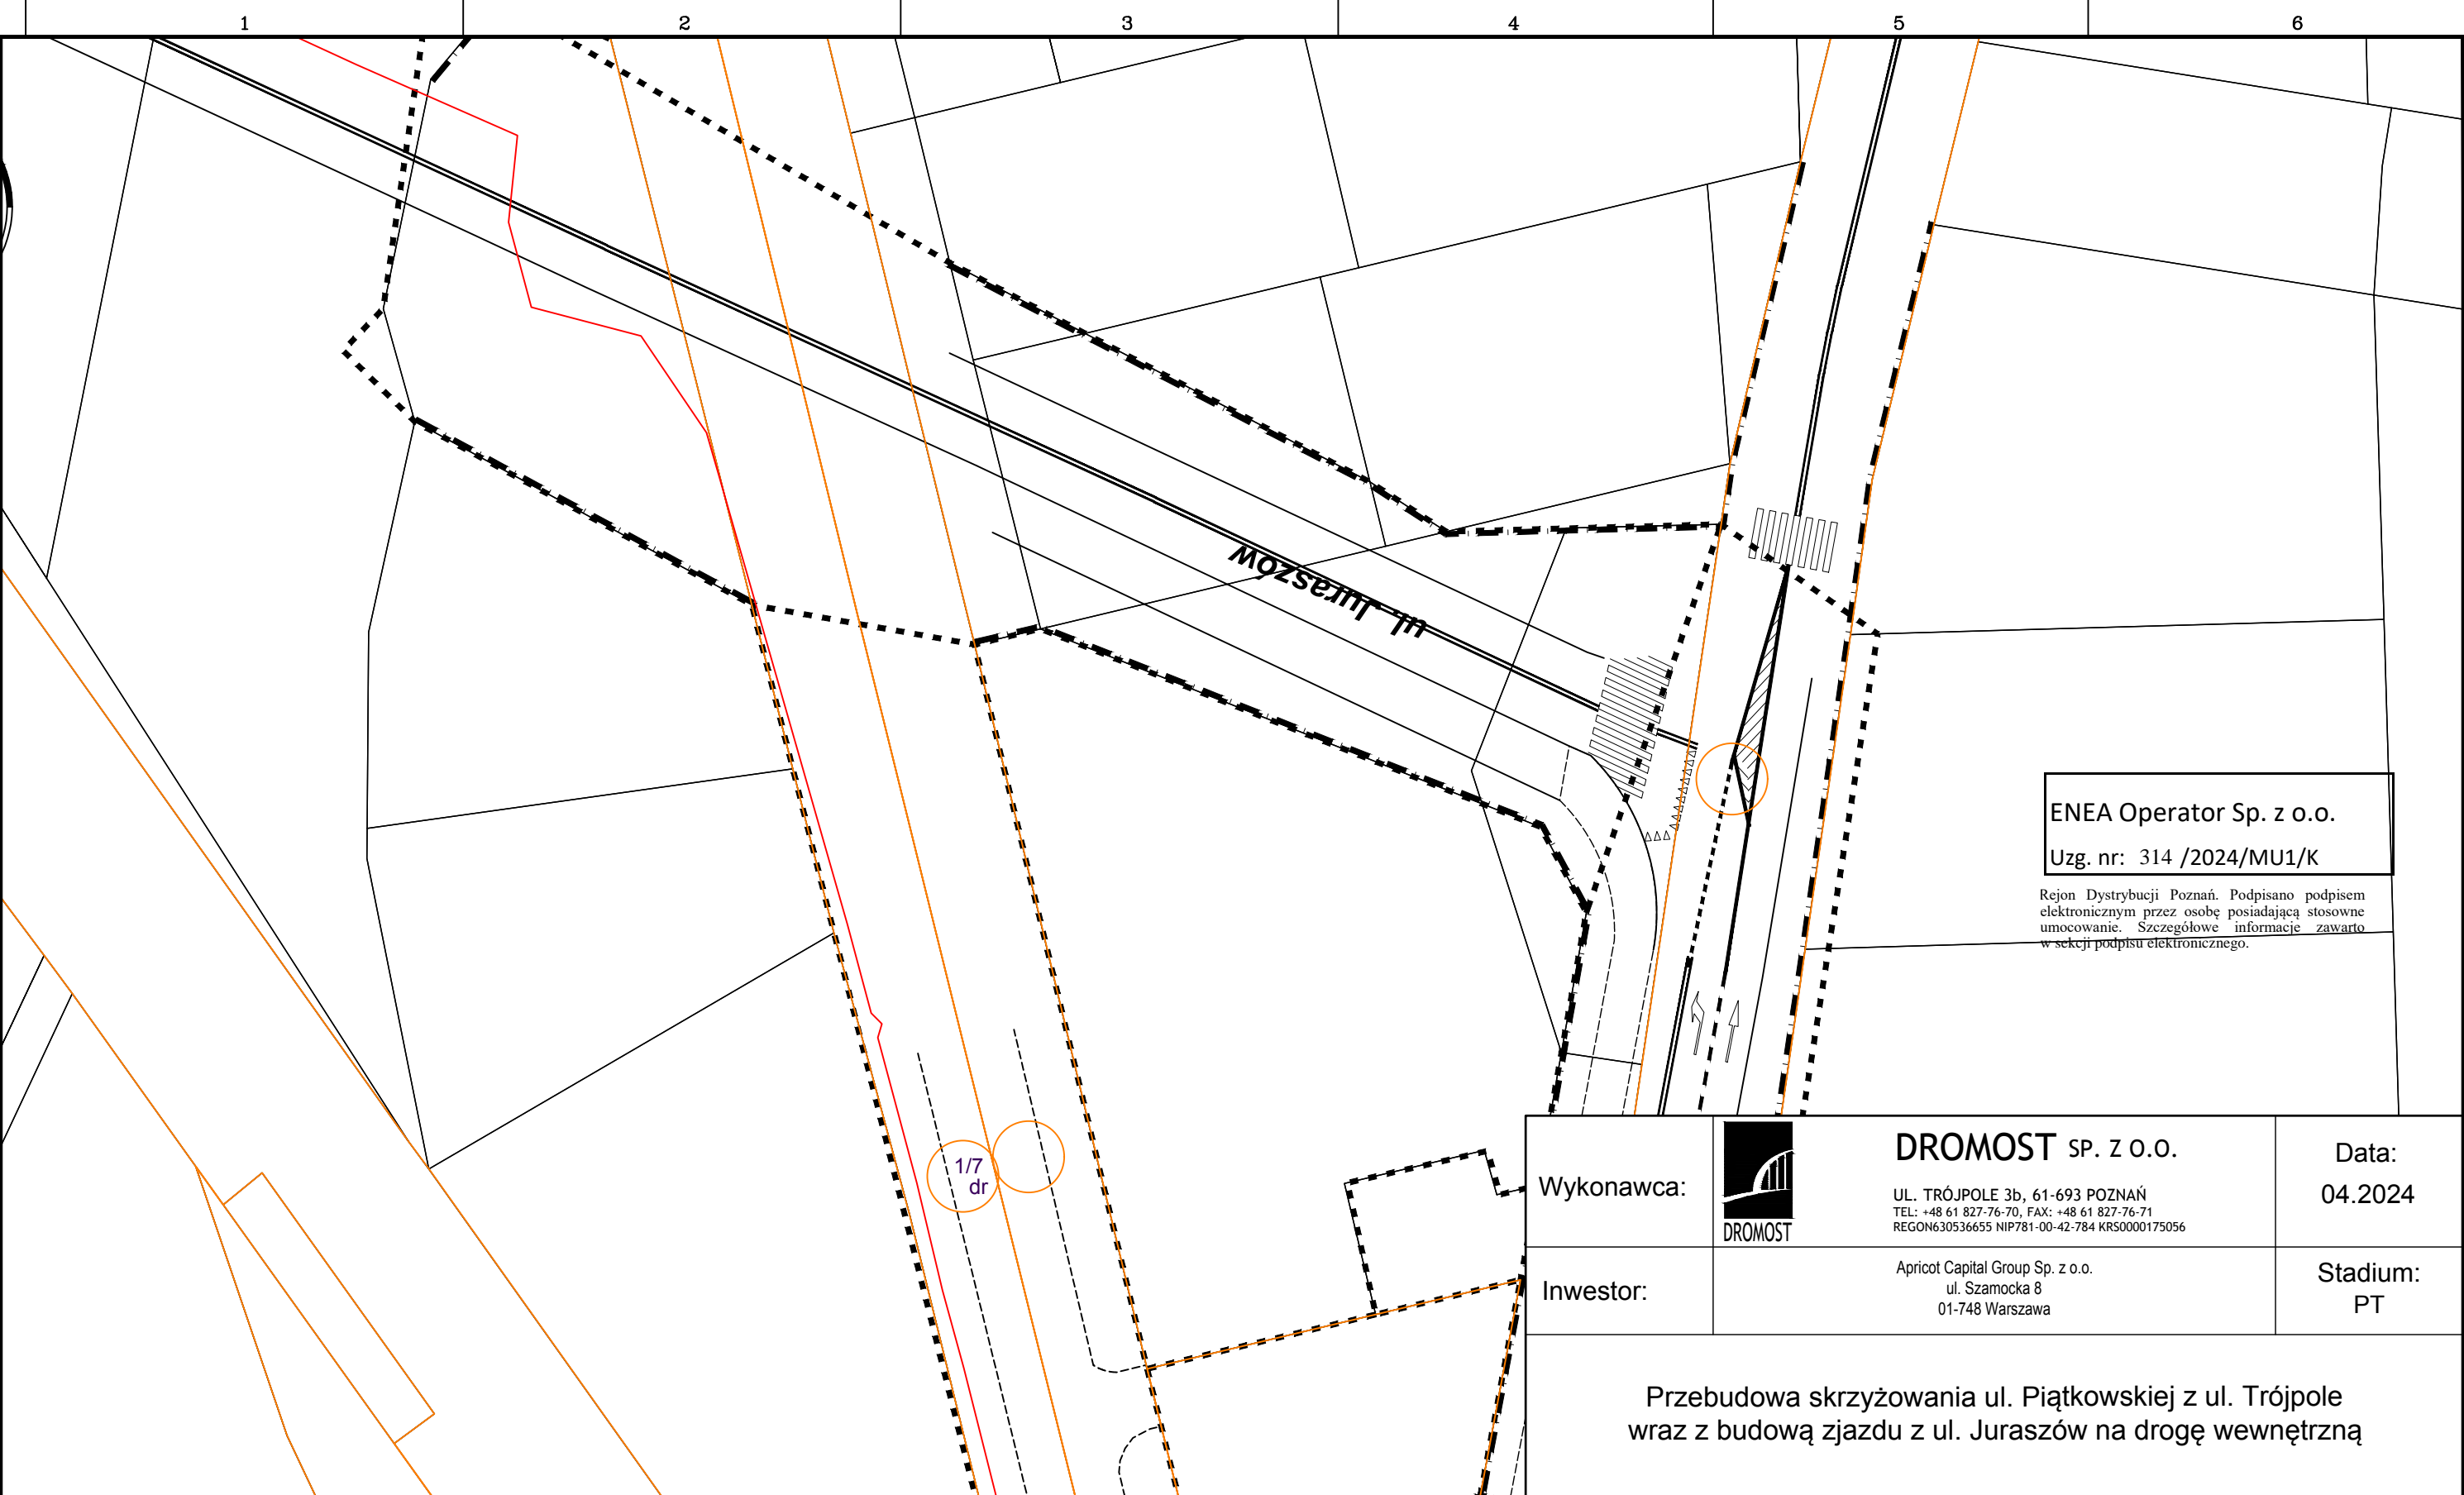 1 2 3 4 5 6
ul. Juraszów
ENEA Operator Sp. z o.o.
Uzg. nr: 314 /2024/MU1/K
Rejon Dystrybucji Poznań. Podpisano podpisem
elektronicznym przez osobę posiadającą stosowne
umocowanie. Szczegółowe informacje zawarto
w sekcji podpisu elektronicznego.
1/7
dr
Wykonawca:
DROMOST
DROMOST SP. Z O.O.
UL. TRÓJPOLE 3b, 61-693 POZNAŃ
TEL: +48 61 827-76-70, FAX: +48 61 827-76-71
REGON630536655 NIP781-00-42-784 KRS0000175056
Data:
04.2024
Inwestor:
Apricot Capital Group Sp. z o.o.
ul. Szamocka 8
01-748 Warszawa
Stadium:
PT
Przebudowa skrzyżowania ul. Piątkowskiej z ul. Trójpole
wraz z budową zjazdu z ul. Juraszów na drogę wewnętrzną